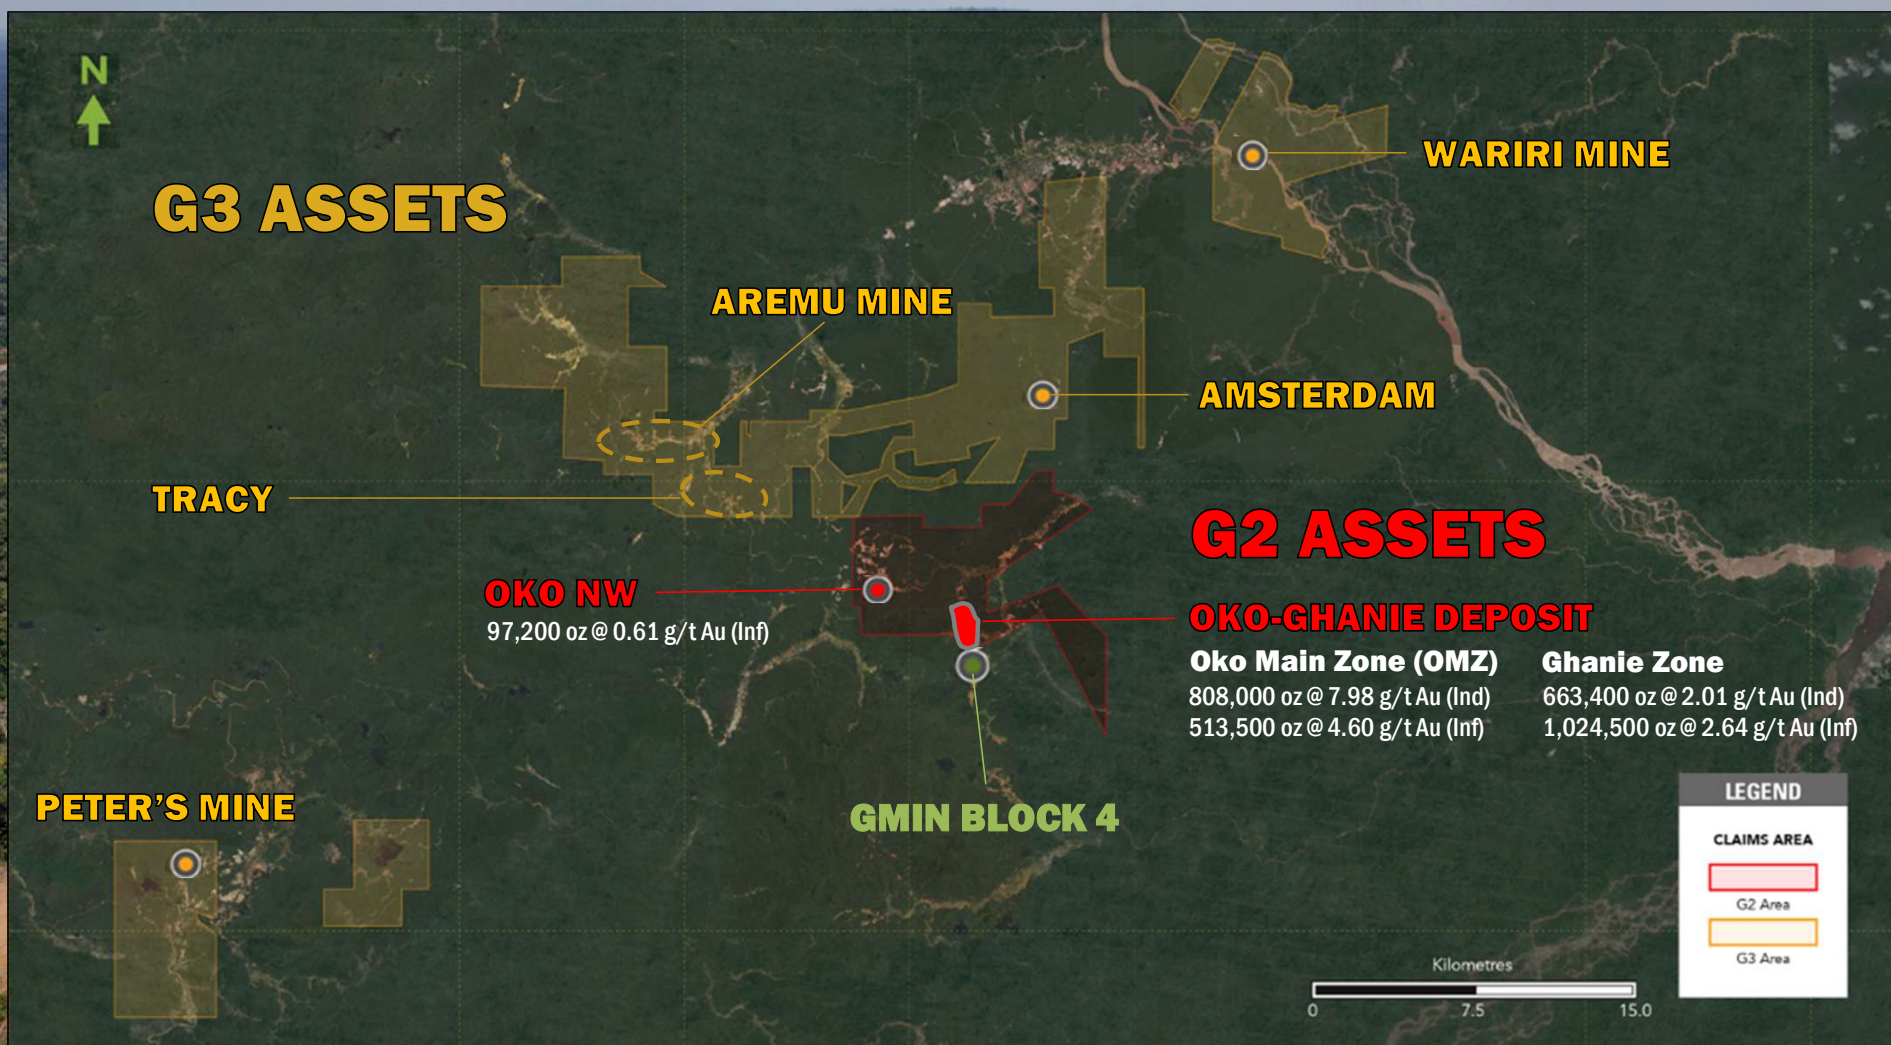 N
G3 ASSETS
WARIRI MINE
AREMU MINE
AMSTERDAM
TRACY
G2 ASSETS
OKO NW
97,200 oz @ 0.61 g/t Au (Inf)
OKO-GHANIE DEPOSIT
Oko Main Zone (OMZ)
808,000 oz @ 7.98 g/t Au (Ind)
513,500 oz @ 4.60 g/t Au (Inf)
Ghanie Zone
663,400 oz @ 2.01 g/t Au (Ind)
1,024,500 oz @ 2.64 g/t Au (Inf)
PETER'S MINE
GMIN BLOCK 4
LEGEND
CLAIMS AREA
G2 Area
G3 Area
Kilometres
0 7.5 15.0